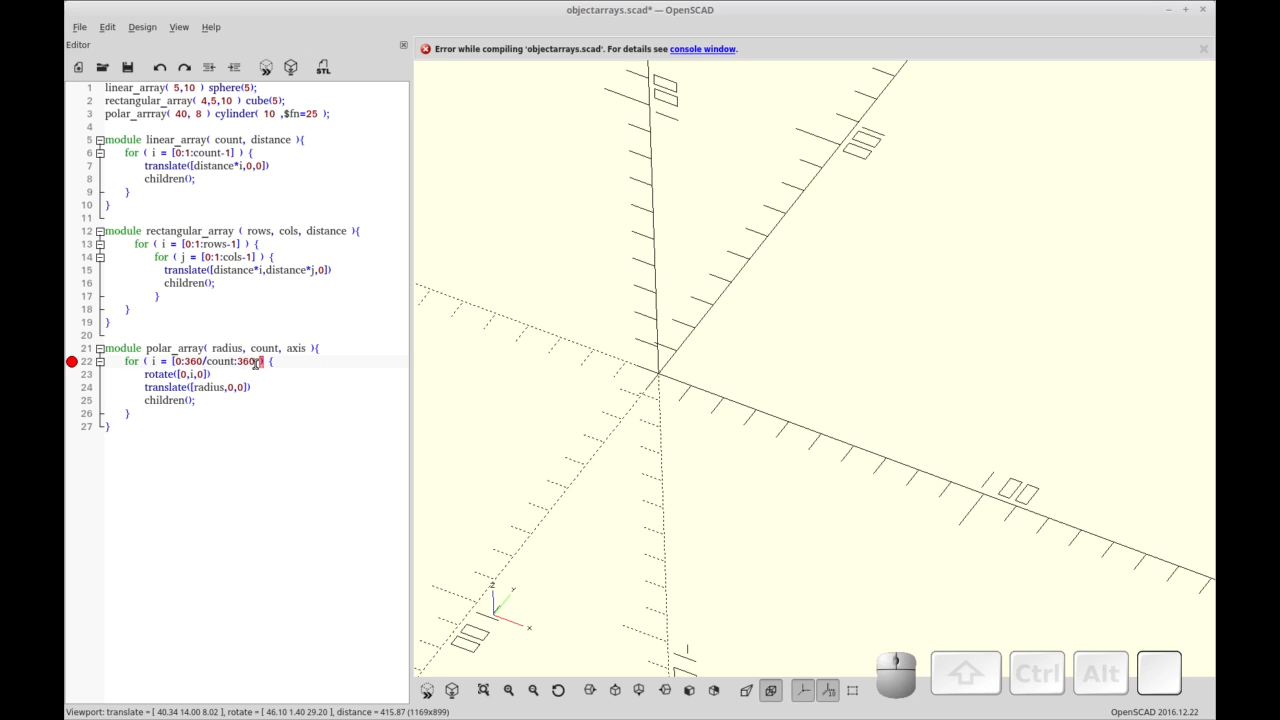 objectarrays.scad* — OpenSCAD
File Edit Design View Help
Editor
Error while compiling 'objectarrays.scad'. For details see console window.
STL
1 linear_array( 5,10 ) sphere(5);
2 rectangular_array( 4,5,10 ) cube(5);
3 polar_arrray( 40, 8 ) cylinder( 10 ,$fn=25 );
4
5 module linear_array( count, distance ){
6 for ( i = [0:1:count-1] ) {
7 translate([distance*i,0,0])
8 children();
9 }
10 }
11
12 module rectangular_array ( rows, cols, distance ){
13 for ( i = [0:1:rows-1] ) {
14 for ( j = [0:1:cols-1] ) {
15 translate([distance*i,distance*j,0])
16 children();
17 }
18 }
19 }
20
21 module polar_array( radius, count, axis ){
22 for ( i = [0:360/count:360 ) {
23 rotate([0,i,0])
24 translate([radius,0,0])
25 children();
26 }
27 }
Z
Y
X
Ctrl Alt
Viewport: translate = [ 40.34 14.00 8.02 ], rotate = [ 46.10 1.40 29.20 ], distance = 415.87 (1169x899)
OpenSCAD 2016.12.22